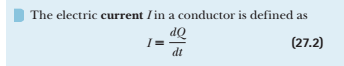 The electric current I in a conductor is defined as
I = dQ/dt (27.2)